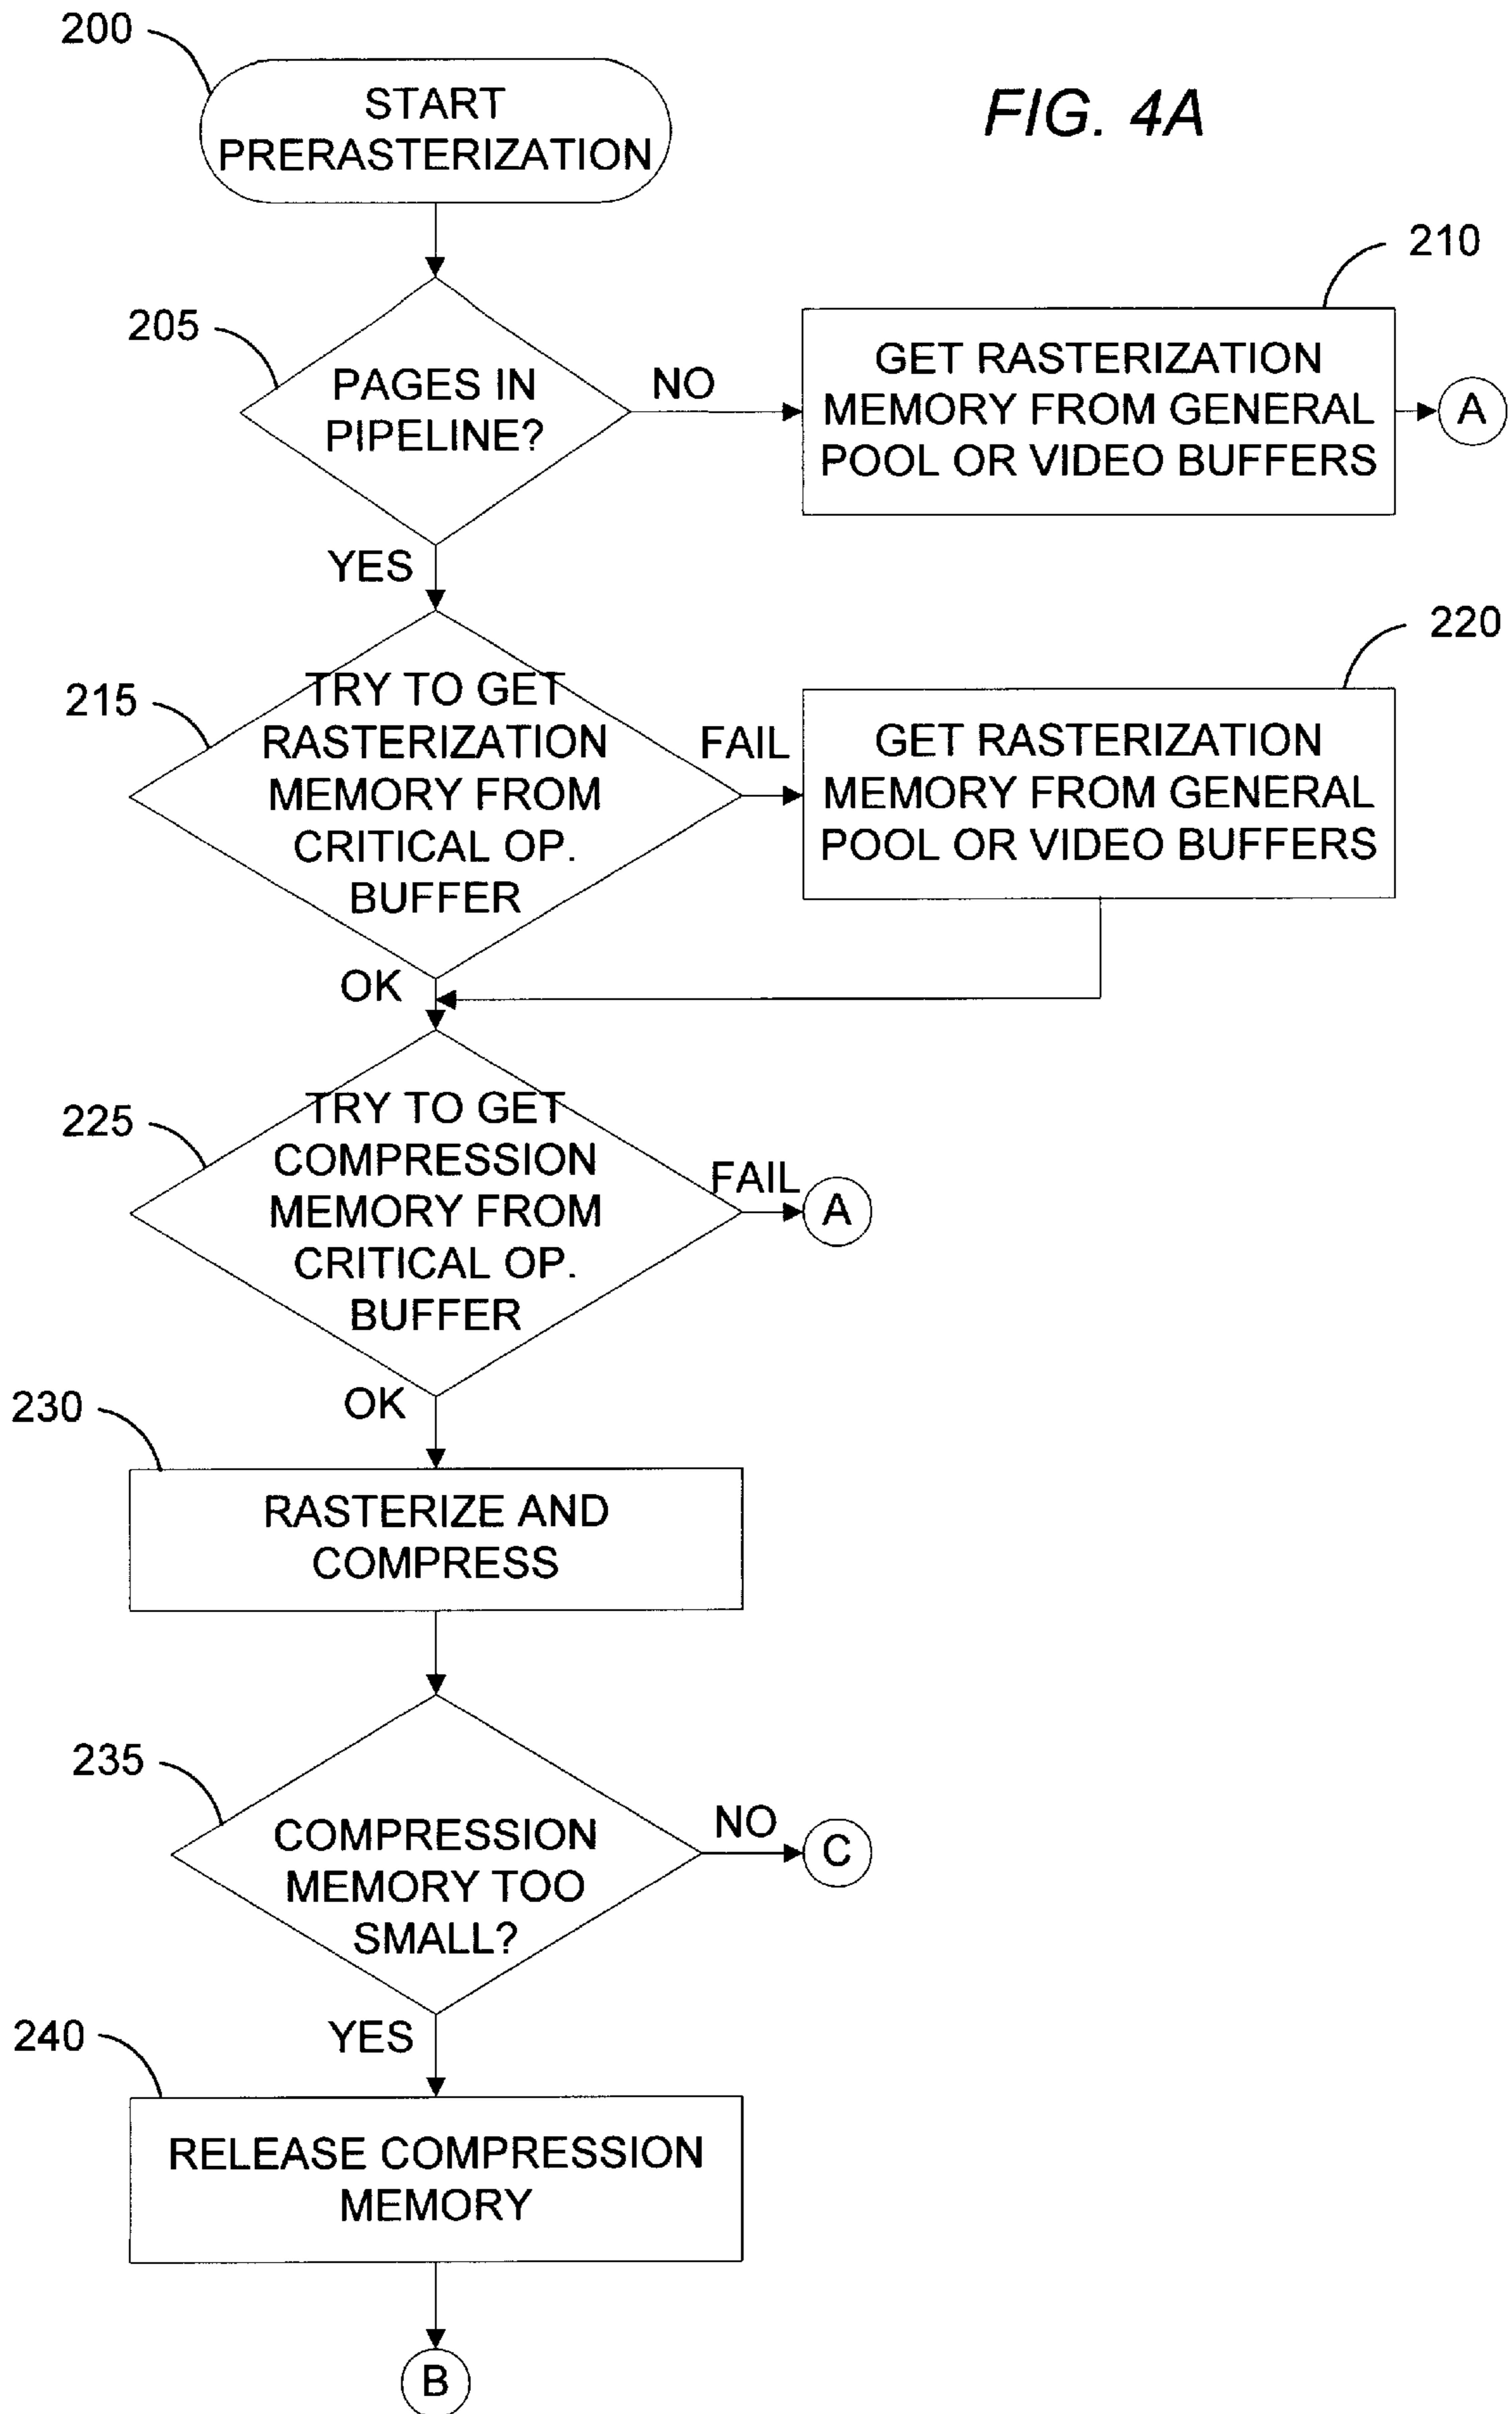 200
START
PRERASTERIZATION
FIG. 4A
205
PAGES IN
PIPELINE?
NO
210
GET RASTERIZATION
MEMORY FROM GENERAL
POOL OR VIDEO BUFFERS
A
YES
215
TRY TO GET
RASTERIZATION
MEMORY FROM
CRITICAL OP.
BUFFER
FAIL
220
GET RASTERIZATION
MEMORY FROM GENERAL
POOL OR VIDEO BUFFERS
OK
225
TRY TO GET
COMPRESSION
MEMORY FROM
CRITICAL OP.
BUFFER
FAIL
A
OK
230
RASTERIZE AND
COMPRESS
235
COMPRESSION
MEMORY TOO
SMALL?
NO
C
YES
240
RELEASE COMPRESSION
MEMORY
B